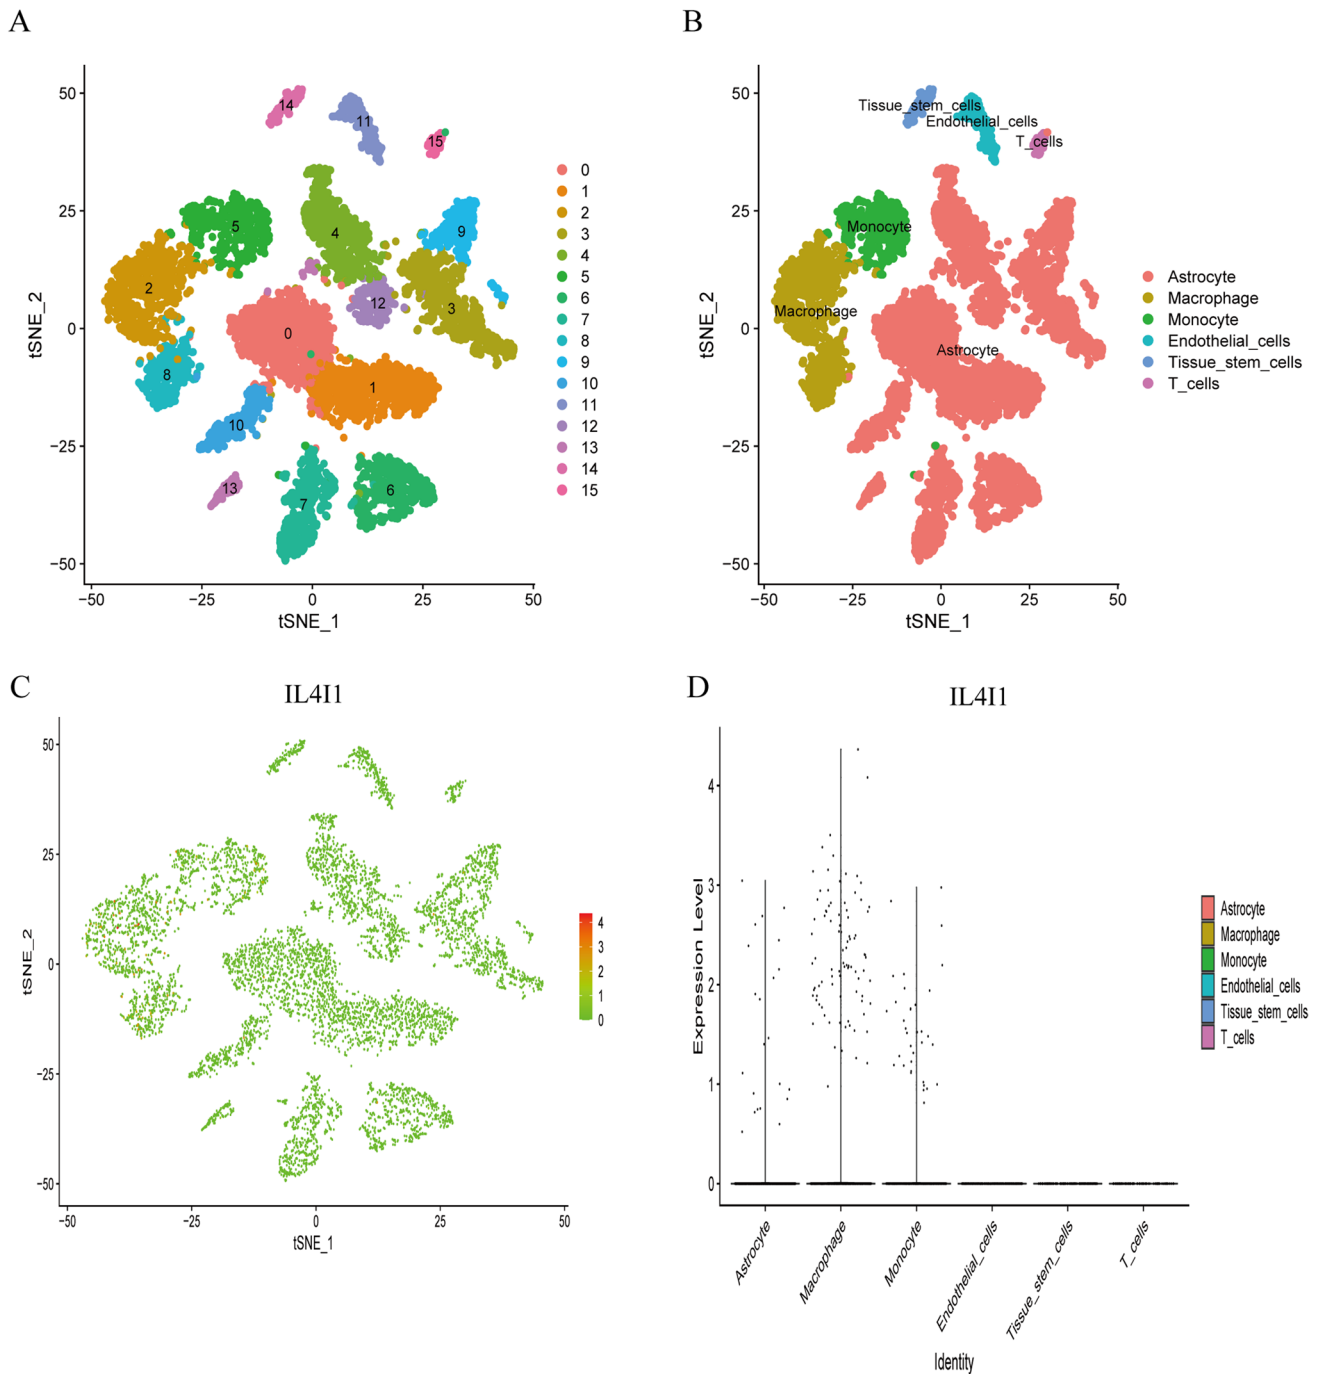 A
50
25
0
−25
−50
−50
−25
0
25
50
tSNE_1
tSNE_2
0
1
2
3
4
5
6
7
8
9
10
11
12
13
14
15
14
11
15
5
4
9
2
12
3
0
8
1
10
13
7
6
B
50
25
0
−25
−50
−50
−25
0
25
50
tSNE_1
tSNE_2
Tissue_stem_cells
Endothelial_cells
T_cells
Monocyte
Macrophage
Astrocyte
Astrocyte
Macrophage
Monocyte
Endothelial_cells
Tissue_stem_cells
T_cells
C
IL4I1
50
25
0
−25
−50
−50
−25
0
25
50
tSNE_1
tSNE_2
4
3
2
1
0
D
IL4I1
4
3
2
1
0
Expression Level
Astrocyte
Macrophage
Monocyte
Endothelial_cells
Tissue_stem_cells
T_cells
Identity
Astrocyte
Macrophage
Monocyte
Endothelial_cells
Tissue_stem_cells
T_cells